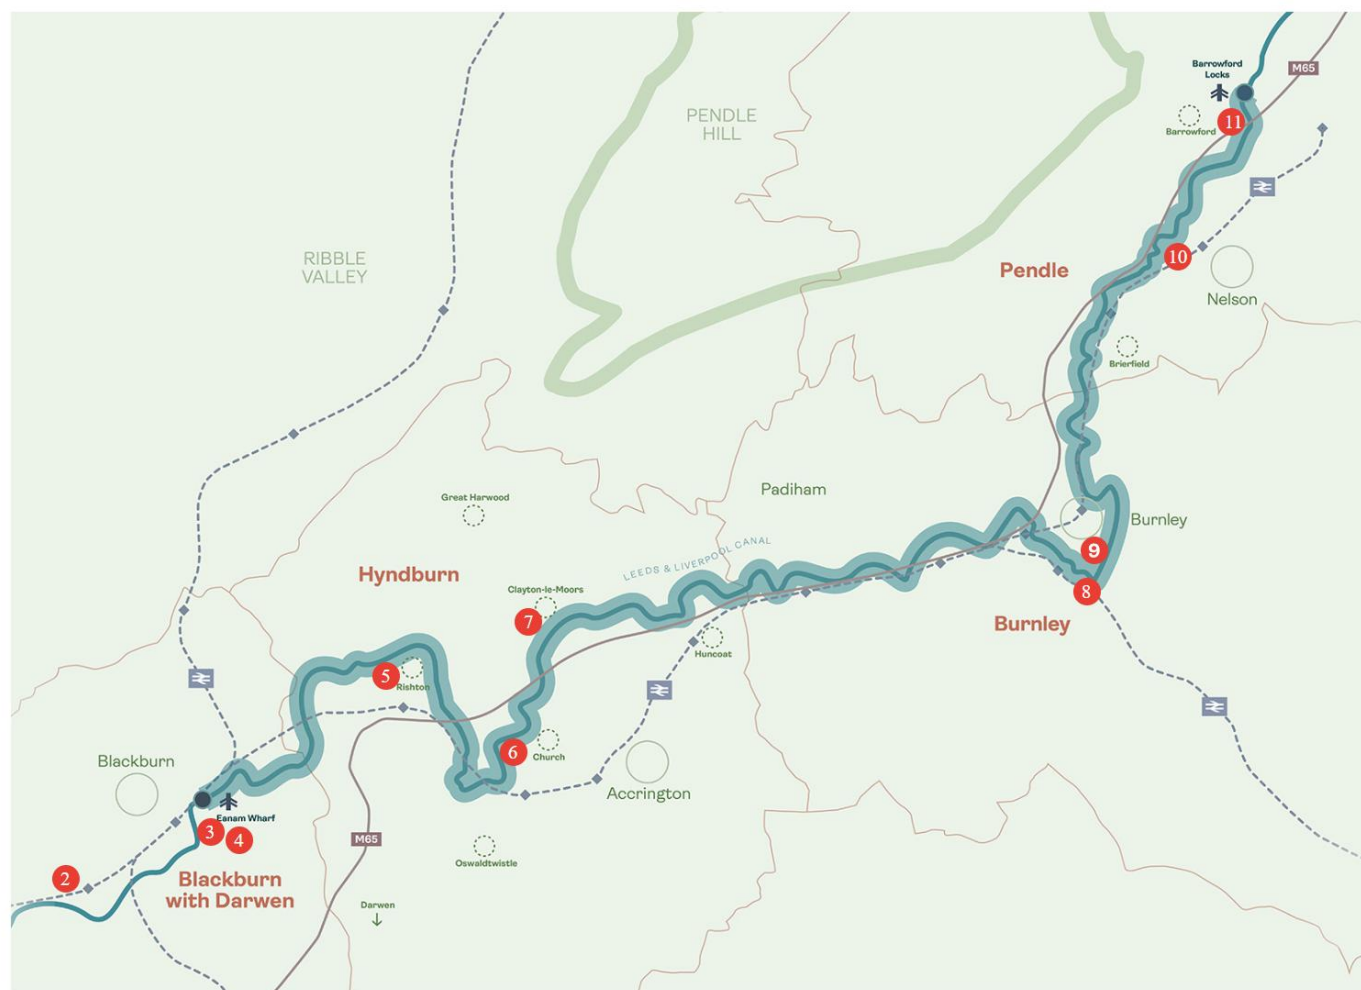 Barrowford
Locks
M65
11
Barrowford
PENDLE
HILL
RIBBLE
VALLEY
10
Pendle
Nelson
Brierfield
Padiham
Great Harwood
Burnley
9
LEEDS & LIVERPOOL CANAL
Hyndburn
Clayton-le-Moors
8
7
Burnley
Huncoat
5
Rishton
6
Church
Blackburn
Accrington
Eanam Wharf
3
4
M65
Oswaldtwistle
2
Blackburn
with Darwen
Darwen